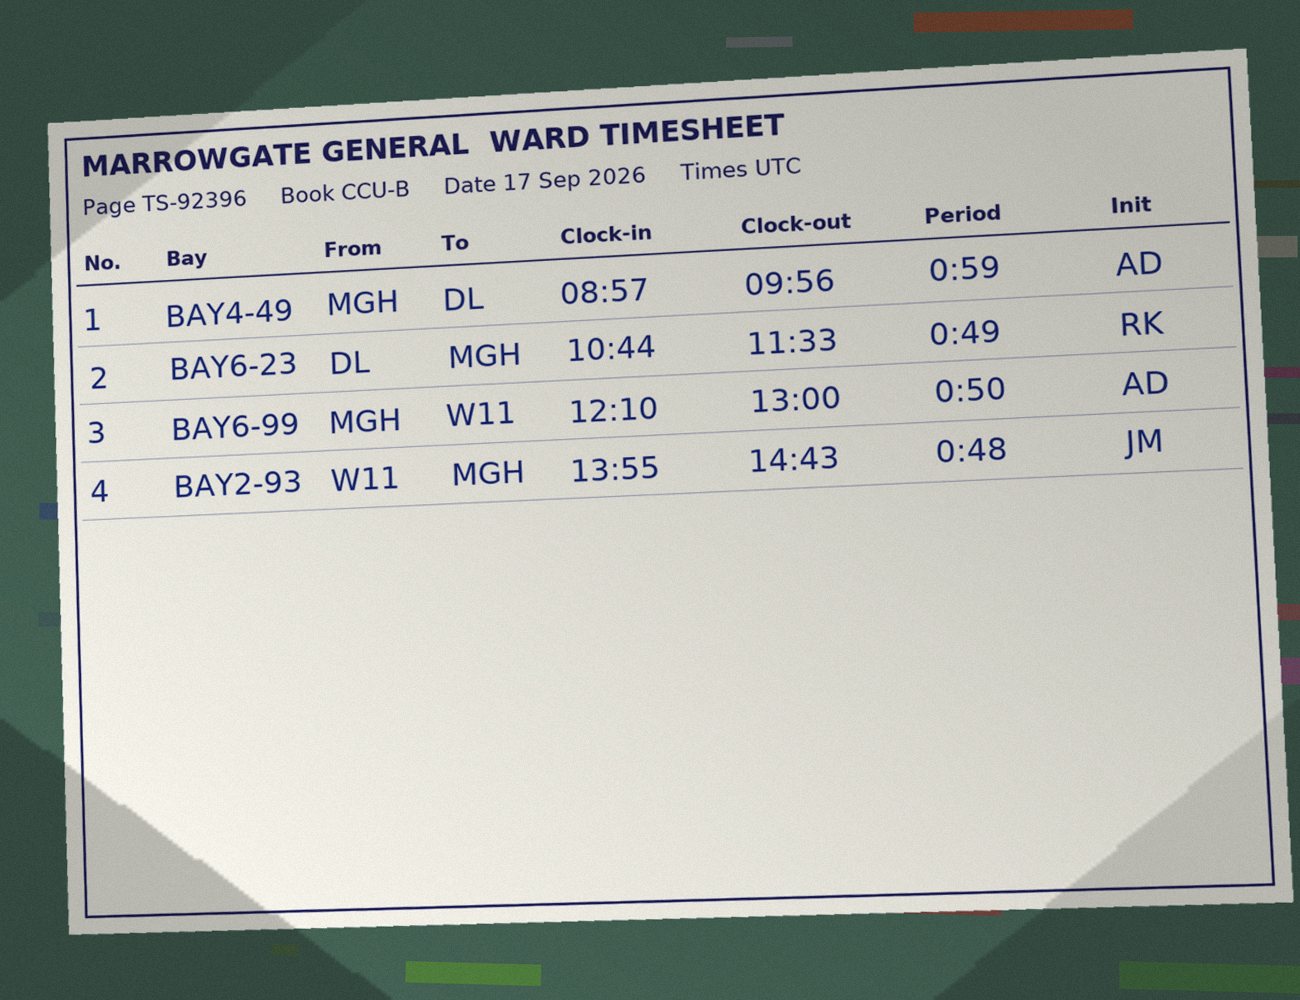 MARROWGATE GENERAL WARD TIMESHEET
Page TS-92396 Book CCU-B Date 17 Sep 2026 Times UTC
No. Bay From To Clock-in Clock-out Period Init
1 BAY4-49 MGH DL 08:57 09:56 0:59 AD
2 BAY6-23 DL MGH 10:44 11:33 0:49 RK
3 BAY6-99 MGH W11 12:10 13:00 0:50 AD
4 BAY2-93 W11 MGH 13:55 14:43 0:48 JM